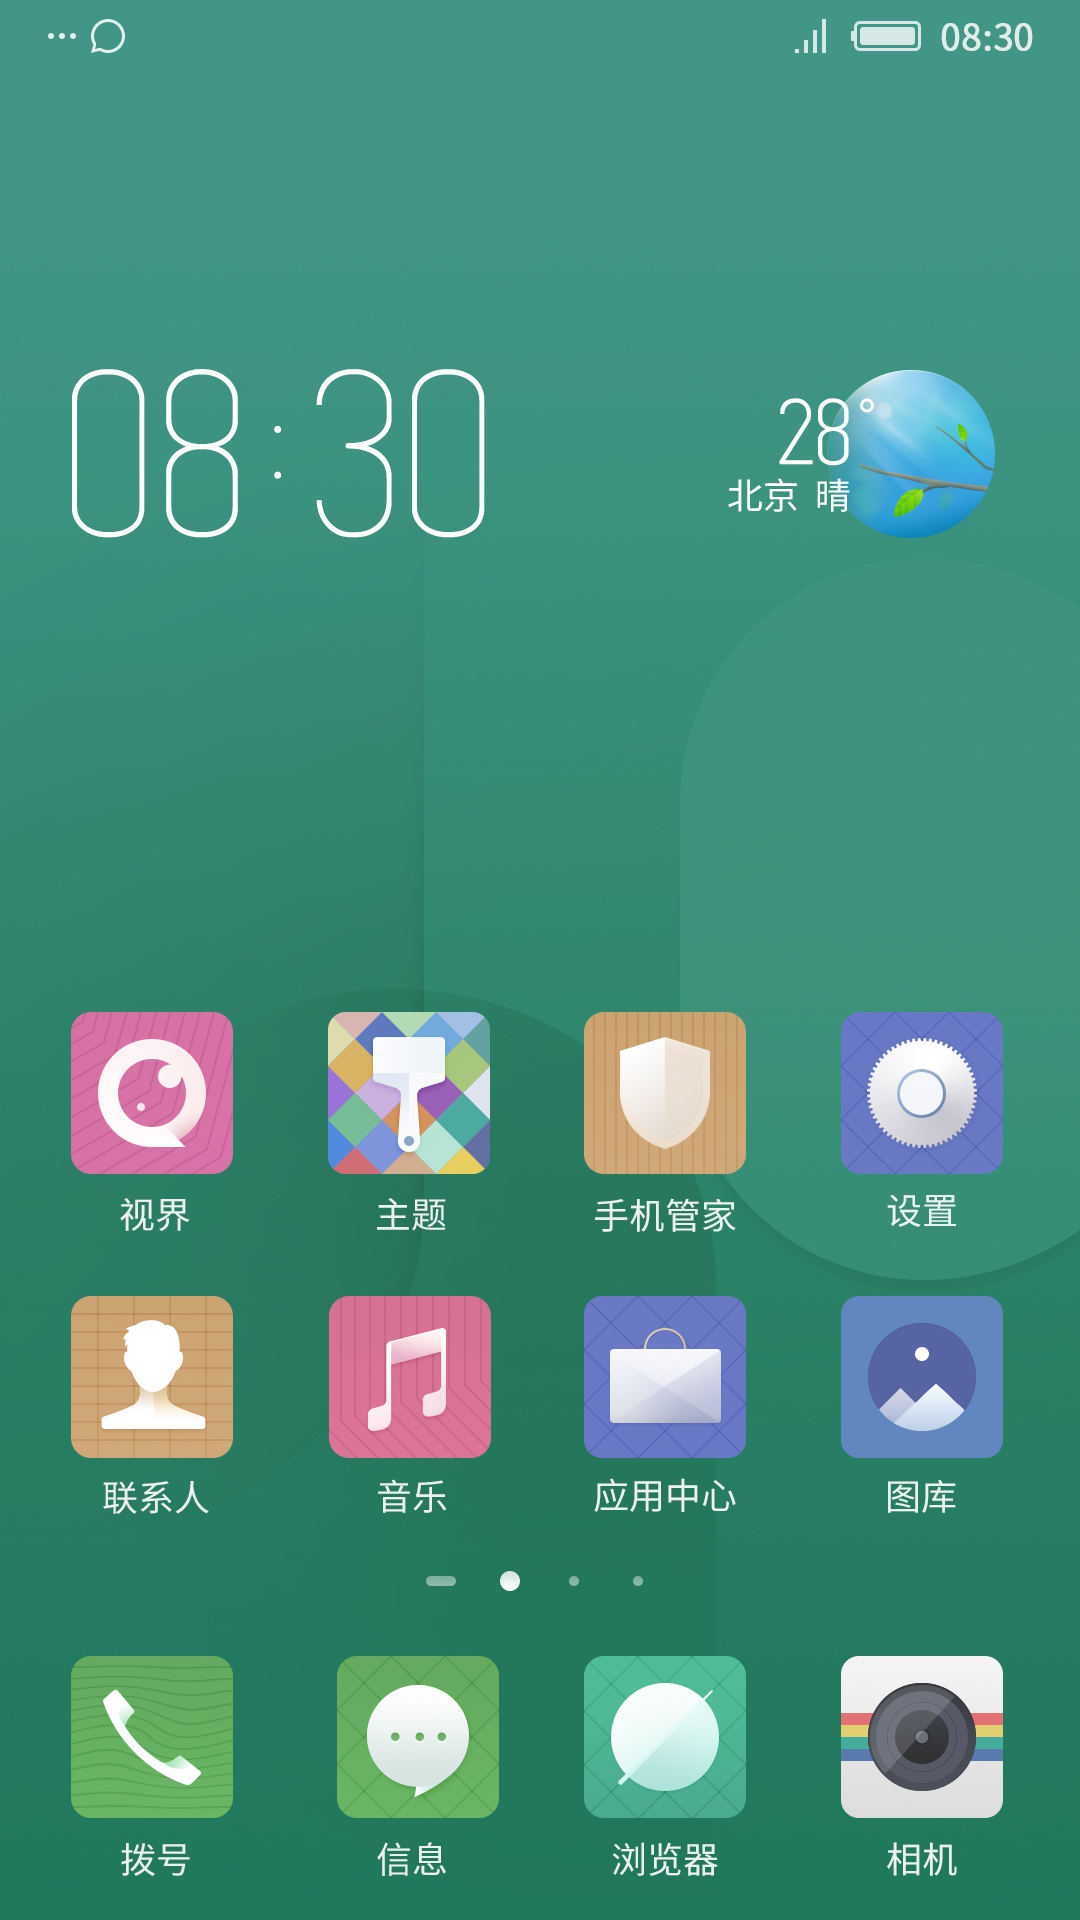 08:30
08:30
28°
北京 晴
视界 主题 手机管家 设置
联系人 音乐 应用中心 图库
拨号 信息 浏览器 相机